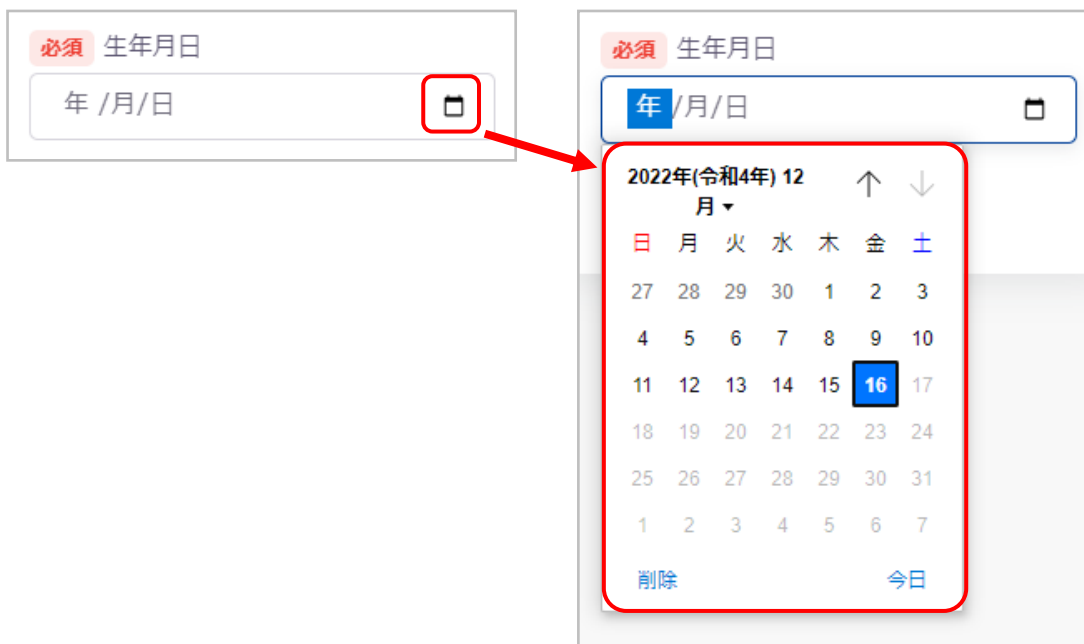 必須 生年月日
年 /月/日
必須 生年月日
年 /月/日
2022年(令和4年) 12
月
日 月 火 水 木 金 土
27 28 29 30 1 2 3
4 5 6 7 8 9 10
11 12 13 14 15 16 17
18 19 20 21 22 23 24
25 26 27 28 29 30 31
1 2 3 4 5 6 7
削除 今日